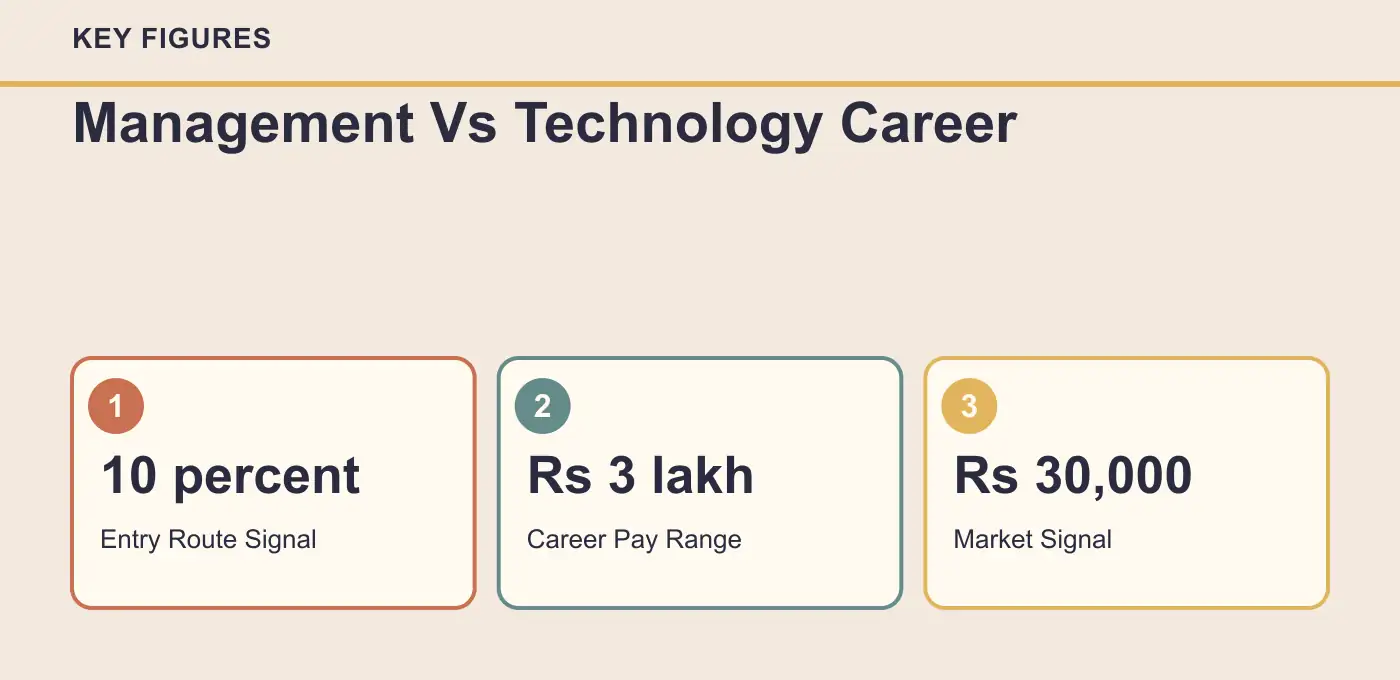 KEY FIGURES
Management Vs Technology Career
1
10 percent
Entry Route Signal
2
Rs 3 lakh
Career Pay Range
3
Rs 30,000
Market Signal